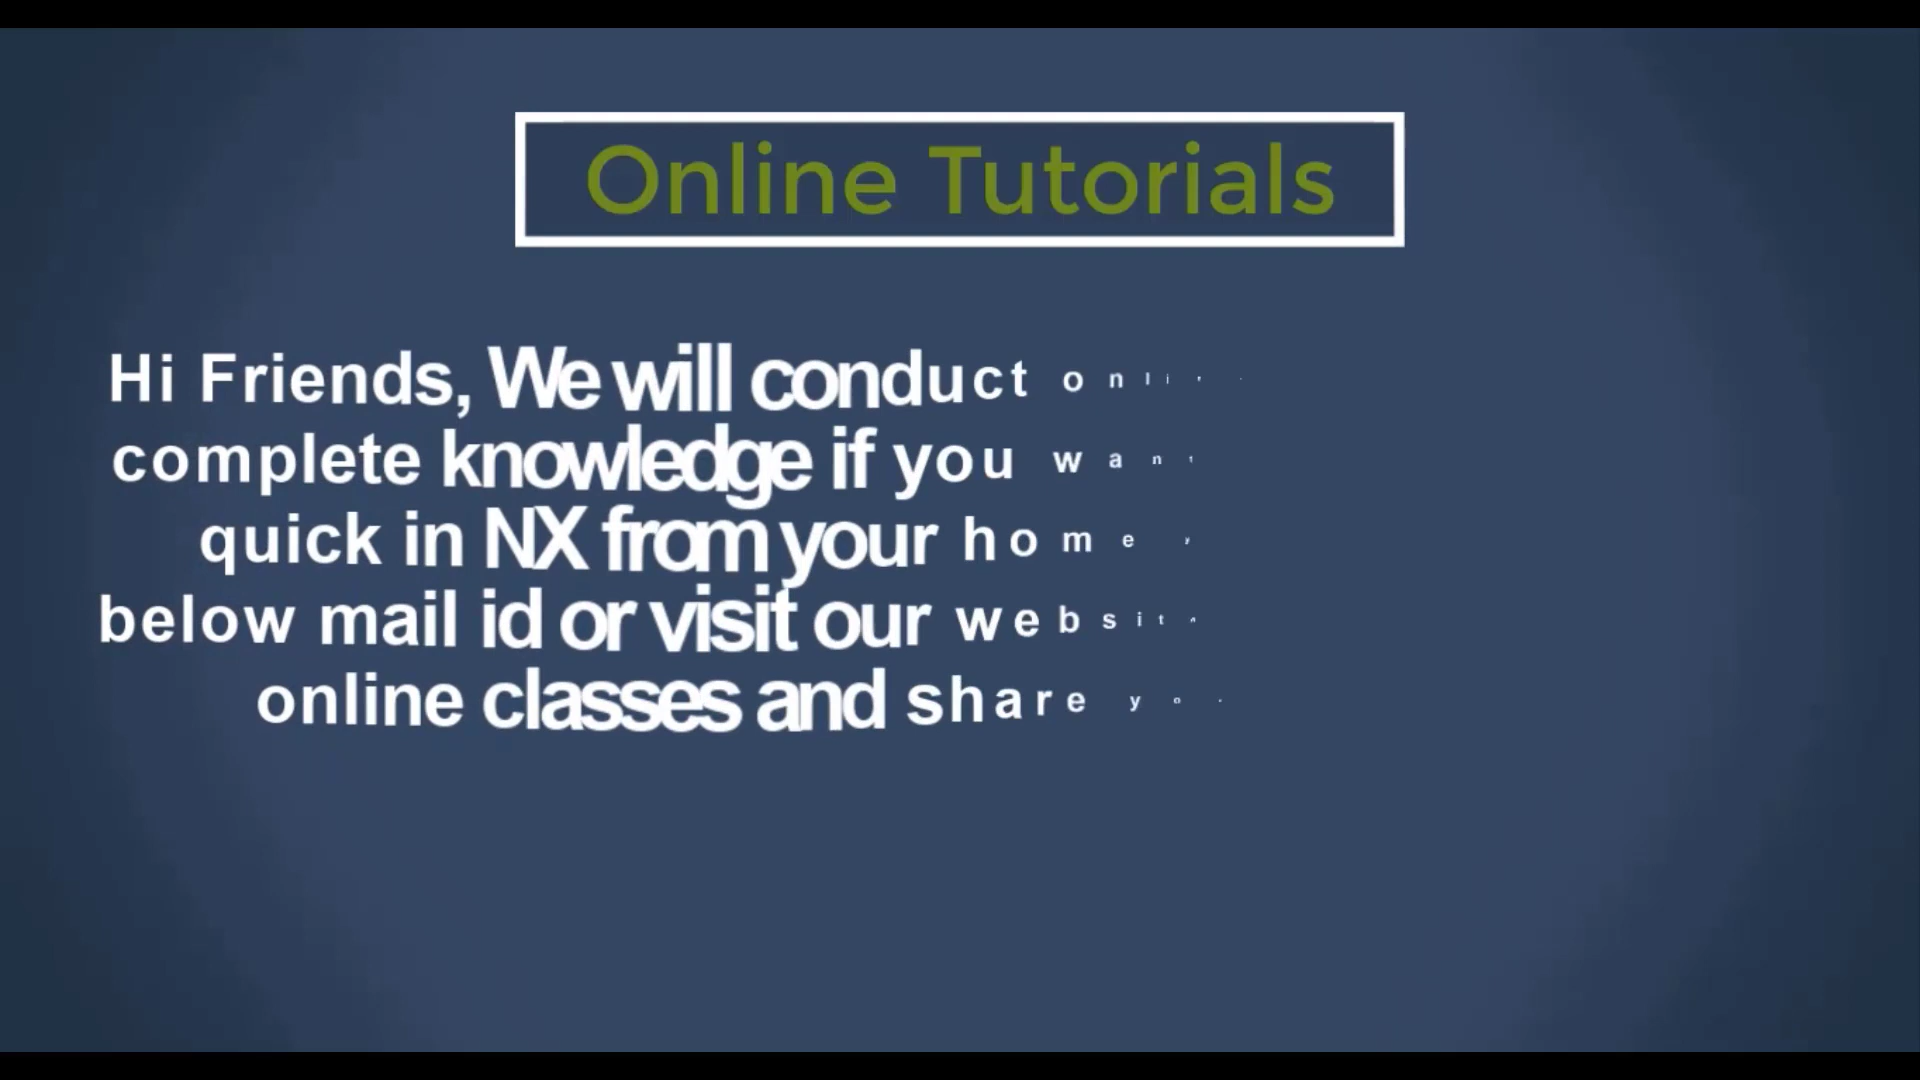 Online Tutorials
Hi Friends, We will conduct
complete knowledge if you want
quick in NX from your home
below mail id or visit our
online classes and share